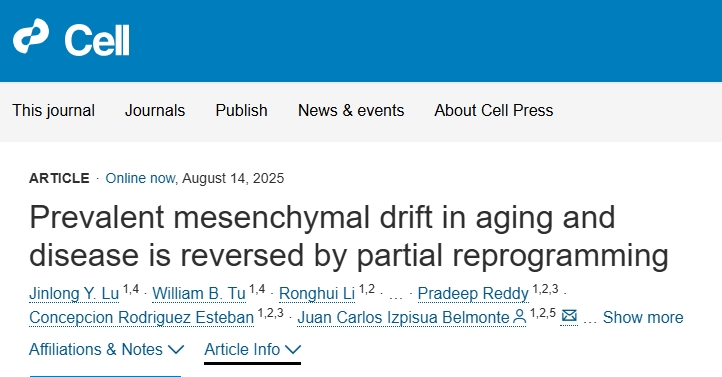 Cell
This journal Journals Publish News & events About Cell Press
ARTICLE · Online now, August 14, 2025
Prevalent mesenchymal drift in aging and
disease is reversed by partial reprogramming
Jinlong Y. Lu 1,4 · William B. Tu 1,4 · Ronghui Li 1,2 · ... · Pradeep Reddy 1,2,3 ·
Concepcion Rodriguez Esteban 1,2,3 · Juan Carlos Izpisua Belmonte 1,2,5 ... Show more
Affiliations & Notes Article Info